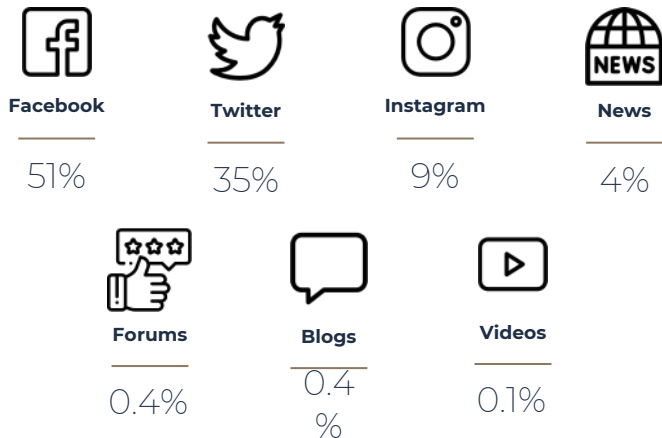 NEWS
Facebook
Twitter
Instagram
News
51%
35%
9%
4%
Forums
Blogs
Videos
0.4%
0.4
%
0.1%